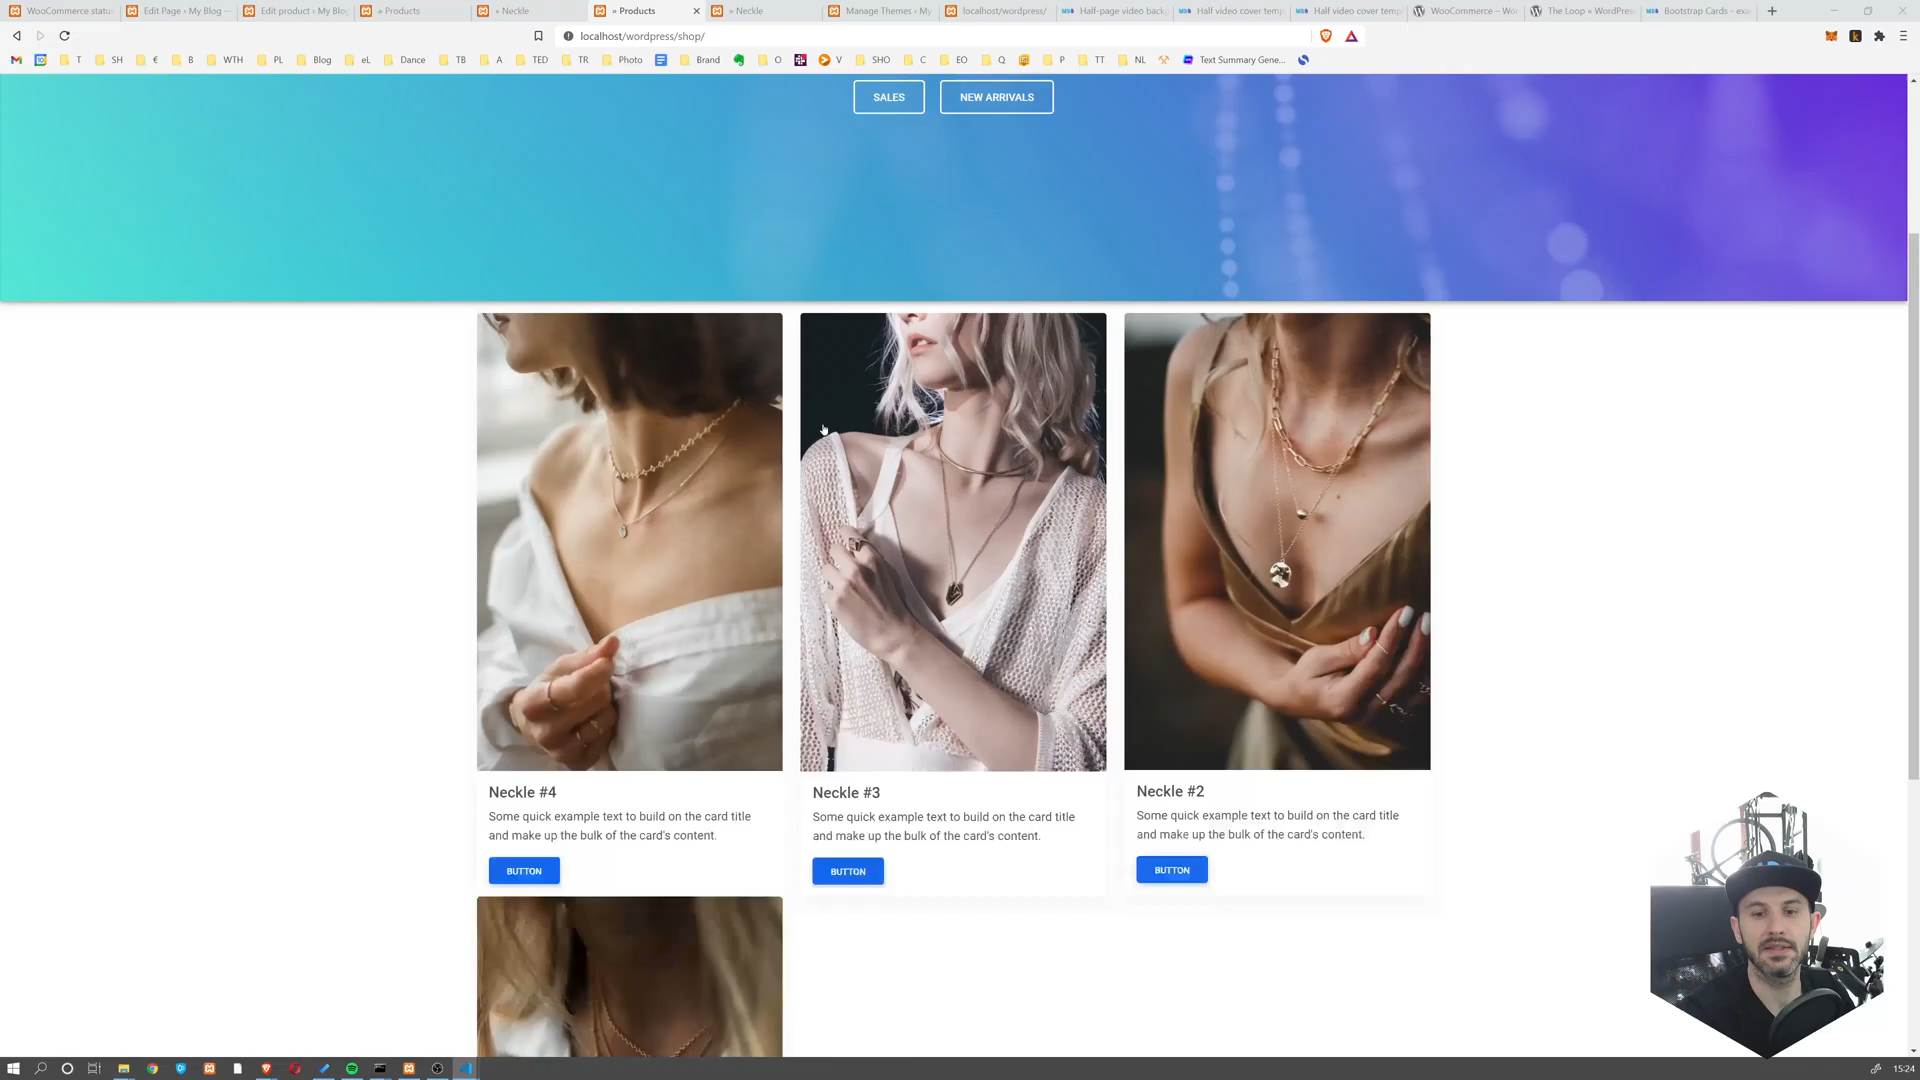 WooCommerce status
Edit Page ‹ My Blog —
Edit product ‹ My Blog
» Products
» Neckle
» Products
» Neckle
Manage Themes ‹ My
localhost/wordpress/
Half-page video back
Half video cover temp
Half video cover temp
WooCommerce – Wo
The Loop « WordPres
Bootstrap Cards - exa
localhost/wordpress/shop/
T
SH
€
B
WTH
PL
Blog
eL
Dance
TB
A
TED
TR
Photo
Brand
O
V
SHO
C
EO
Q
P
TT
NL
Text Summary Gene...
SALES
NEW ARRIVALS
Neckle #4
Some quick example text to build on the card title
and make up the bulk of the card's content.
BUTTON
Neckle #3
Some quick example text to build on the card title
and make up the bulk of the card's content.
BUTTON
Neckle #2
Some quick example text to build on the card title
and make up the bulk of the card's content.
BUTTON
15:24